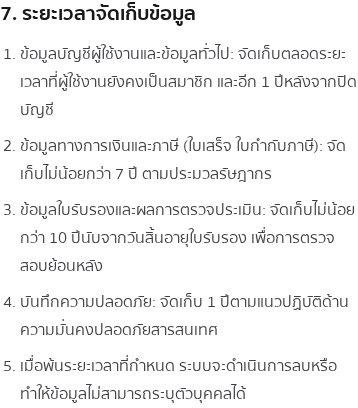 7. ระยะเวลาจัดเก็บข้อมูล
1. ข้อมูลบัญชีผู้ใช้งานและข้อมูลทั่วไป: จัดเก็บตลอดระยะ
เวลาที่ผู้ใช้งานยังคงเป็นสมาชิก และอีก 1 ปีหลังจากปิด
บัญชี
2. ข้อมูลทางการเงินและภาษี (ใบเสร็จ ใบกำกับภาษี): จัด
เก็บไม่น้อยกว่า 7 ปี ตามประมวลรัษฎากร
3. ข้อมูลใบรับรองและผลการตรวจประเมิน: จัดเก็บไม่น้อย
กว่า 10 ปีนับจากวันสิ้นอายุใบรับรอง เพื่อการตรวจ
สอบย้อนหลัง
4. บันทึกความปลอดภัย: จัดเก็บ 1 ปีตามแนวปฏิบัติด้าน
ความมั่นคงปลอดภัยสารสนเทศ
5. เมื่อพ้นระยะเวลาที่กำหนด ระบบจะดำเนินการลบหรือ
ทำให้ข้อมูลไม่สามารถระบุตัวบุคคลได้